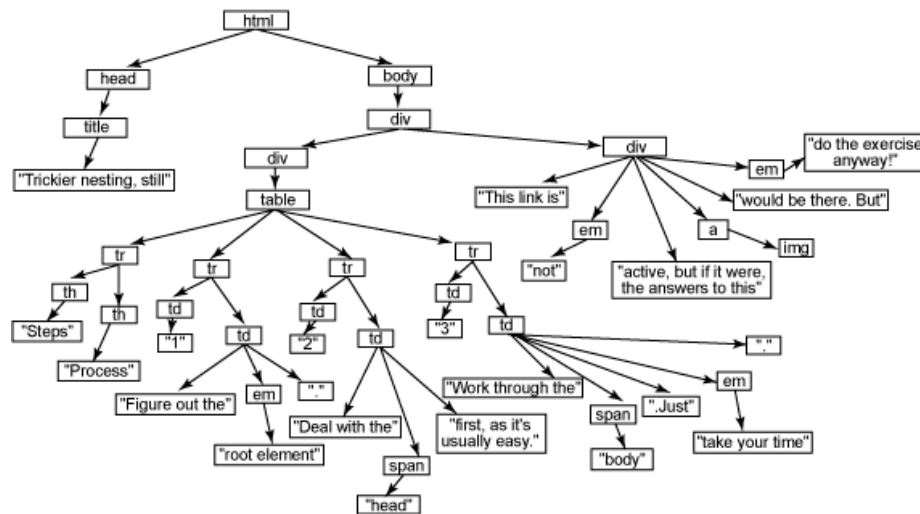 html
head
body
title
div
"Trickier nesting, still"
div
div
em
"do the exercise
anyway!"
table
"This link is"
"would be there. But"
em
a
img
"not"
"active, but if it were,
the answers to this"
tr
tr
tr
tr
th
th
td
td
td
"Steps"
"Process"
"1"
td
"2"
td
"3"
td
"."
"Figure out the"
em
"."
"root element"
"Deal with the"
"first, as it's
usually easy."
span
"head"
"Work through the"
span
".Just"
em
"body"
"take your time"